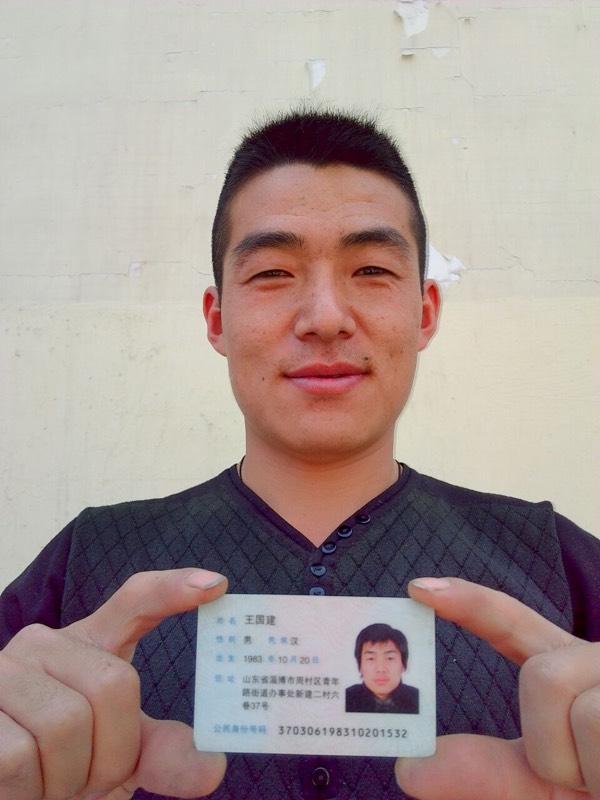 姓名 王国建
性别 男 民族 汉
出生 1983 年 10 月 20 日
住址 山东省淄博市周村区青年
路街道办事处新建二村六
巷37号
公民身份号码 370306198310201532